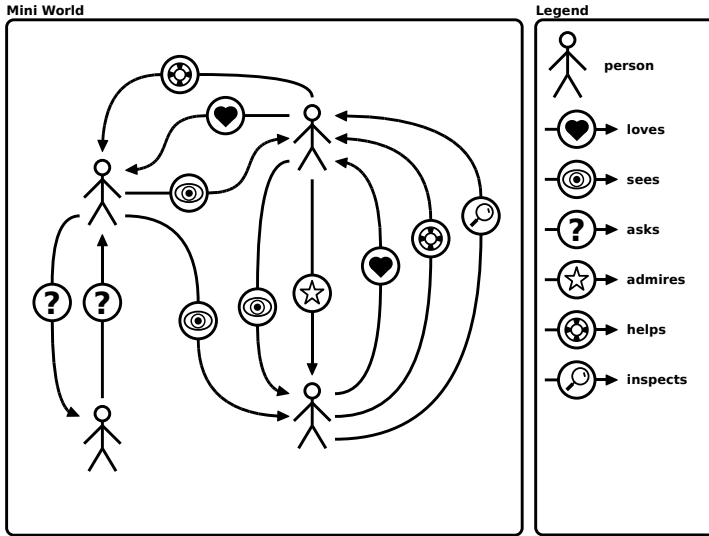 Mini World
Legend
person
loves
sees
? asks
admires
helps
inspects
? ?